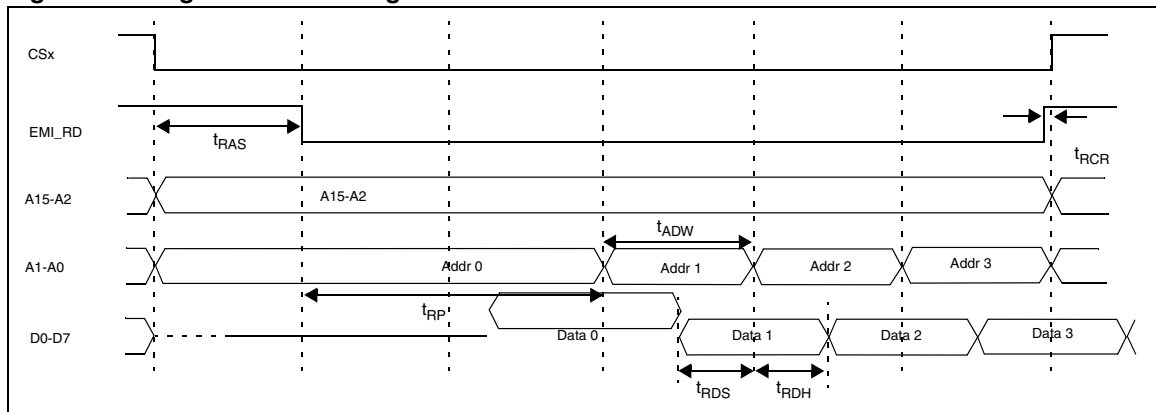 CSx
EMI_RD
tRAS
tRCR
A15-A2
A15-A2
tADW
A1-A0
Addr 0
Addr 1
Addr 2
Addr 3
tRP
D0-D7
Data 0
Data 1
Data 2
Data 3
tRDS
tRDH